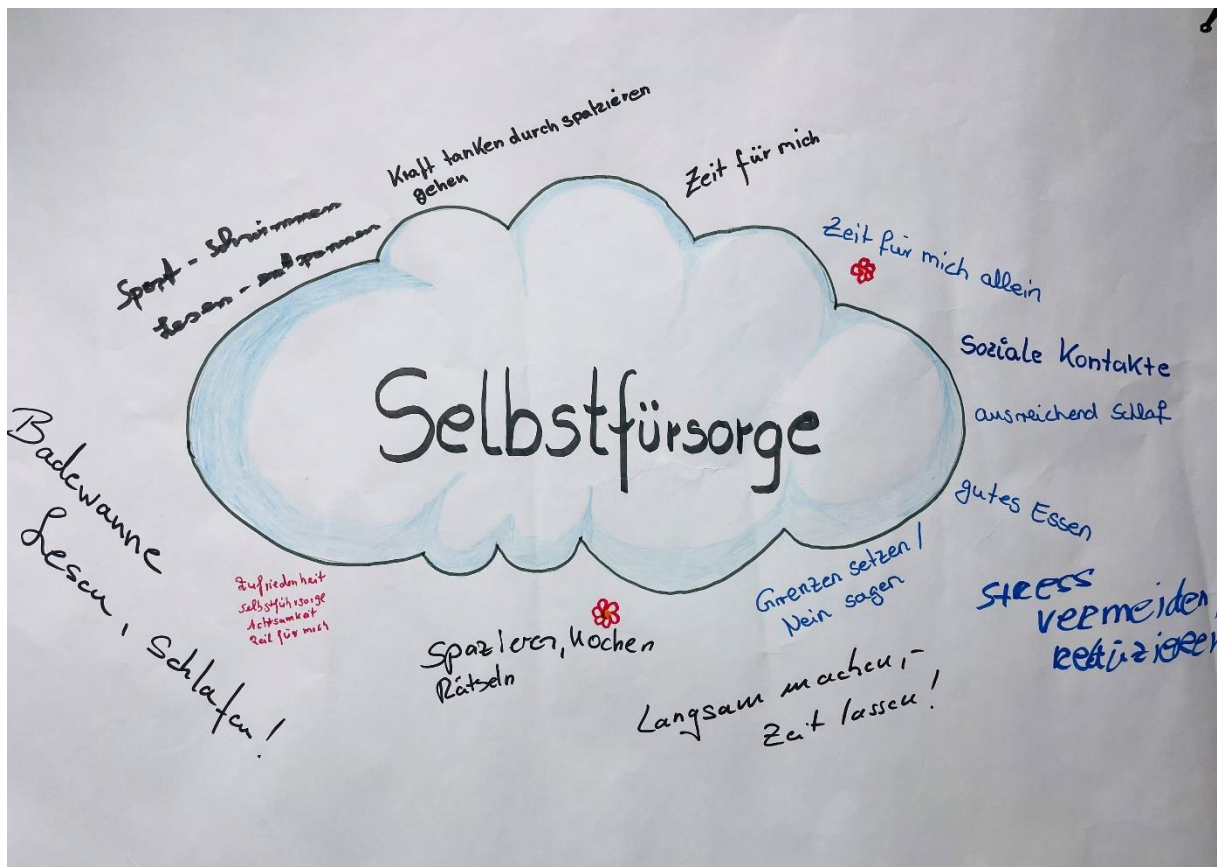 Kraft tanken durch spatzieren
gehen
Zeit für mich
Sport - Schwimmen
Lesen - entspannen
Zeit für mich allein
Soziale Kontakte
ausreichend Schlaf
gutes Essen
Selbstfürsorge
Badewanne
Lesen, Schlafen!
Zufriedenheit
Selbstführsorge
Achtsamkeit
Zeit für mich
Spazieren, Kochen
Rätseln
Grenzen setzen /
Nein sagen
Stress
vermeiden,
reduzieren
Langsam machen,-
Zeit lassen!